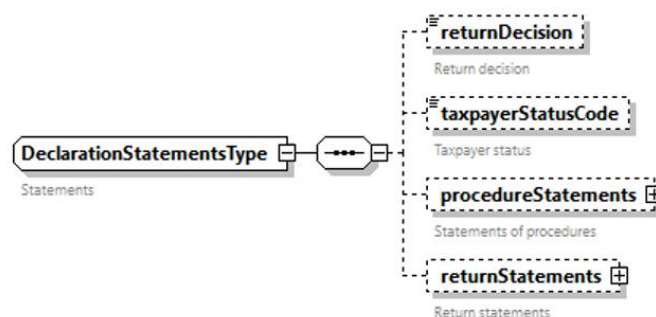 returnDecision
Return decision
taxpayerStatusCode
Taxpayer status
DeclarationStatementsType
Statements
procedureStatements
Statements of procedures
returnStatements
Return statements